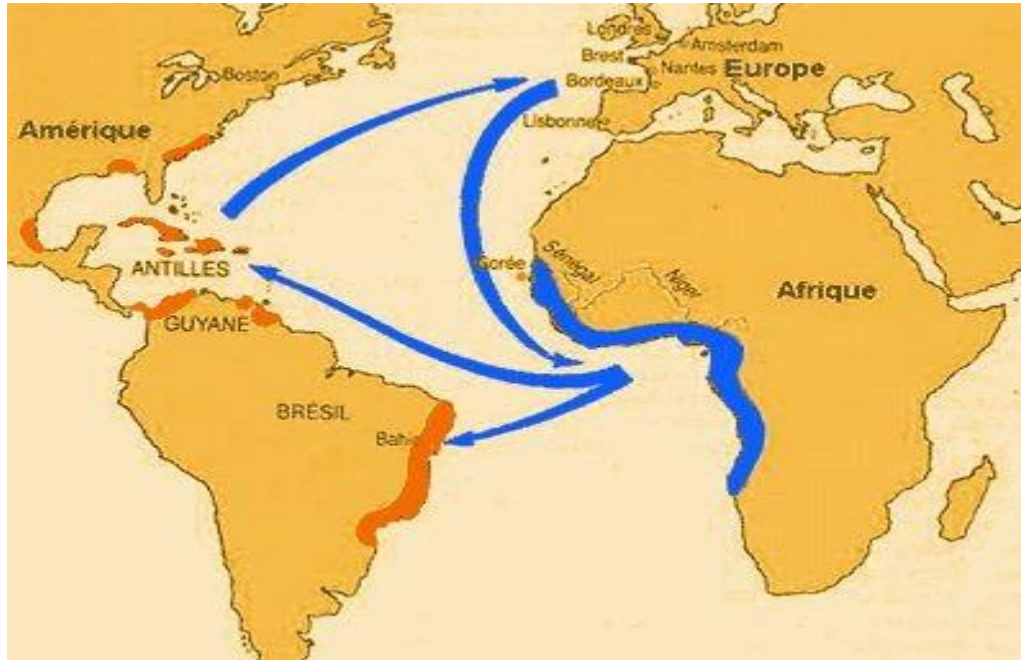 Londres
Amsterdam
Brest
Nantes
Europe
Bordeaux
Boston
Lisbonne
Amérique
Gorée
Sénégal
Niger
ANTILLES
Afrique
GUYANE
BRÉSIL
Bahia